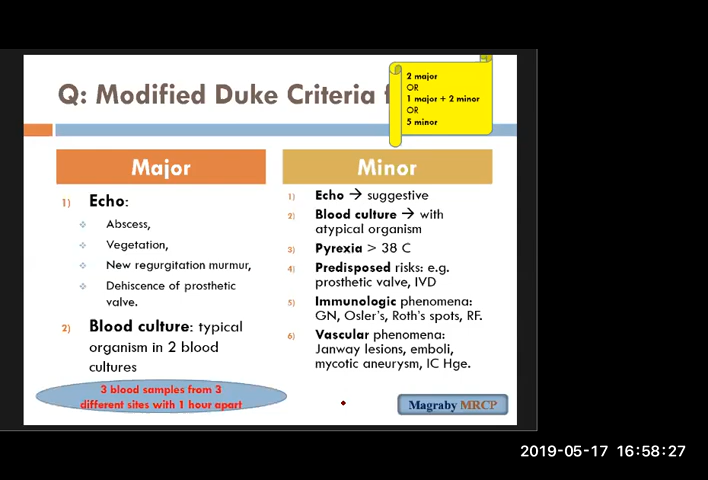 Q: Modified Duke Criteria f
2 major
OR
1 major + 2 minor
OR
5 minor
Major
1) Echo:
Abscess,
Vegetation,
New regurgitation murmur,
Dehiscence of prosthetic
valve.
2) Blood culture: typical
organism in 2 blood
cultures
3 blood samples from 3
different sites with 1 hour apart
Minor
1) Echo → suggestive
2) Blood culture → with
atypical organism
3) Pyrexia > 38 C
4) Predisposed risks: e.g.
prosthetic valve, IVD
5) Immunologic phenomena:
GN, Osler's, Roth's spots, RF.
6) Vascular phenomena:
Janway lesions, emboli,
mycotic aneurysm, IC Hge.
Magraby MRCP
2019-05-17 16:58:27